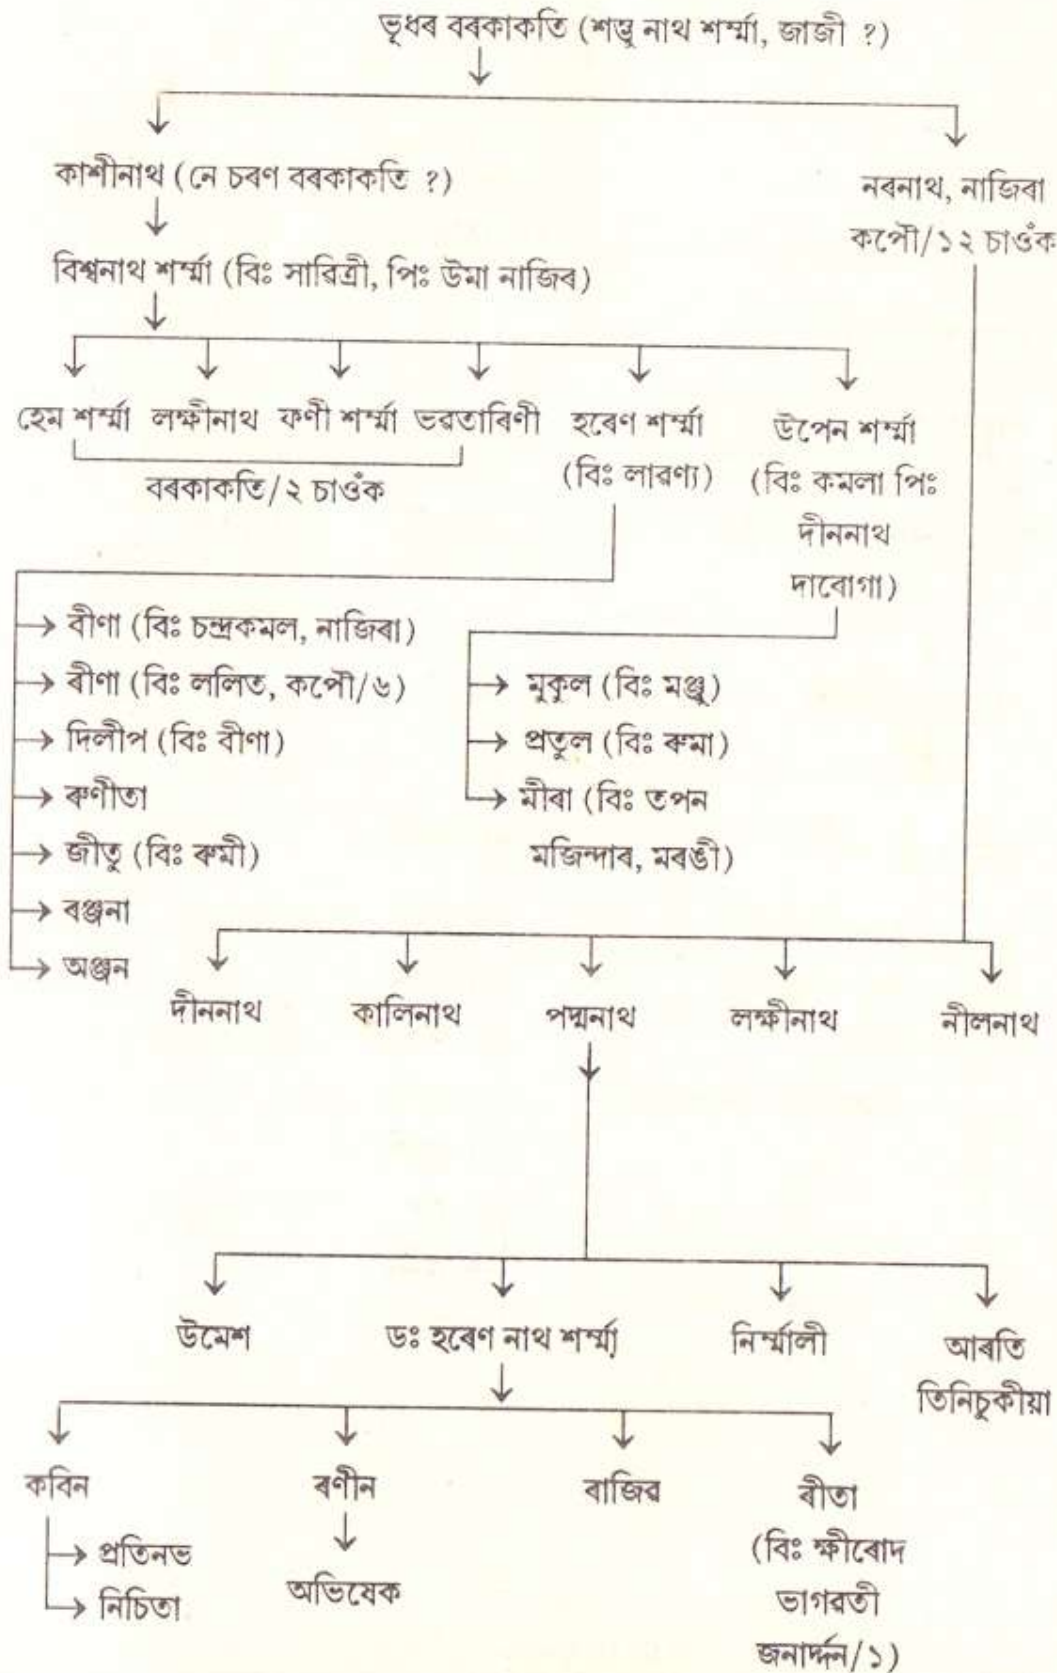 ভূধৰ বৰকাকতি (শম্ভু নাথ শৰ্ম্মা, জাজী ?)
কাশীনাথ (নে চৰণ বৰকাকতি ?)
নৰনাথ, নাজিৰা
কপৌ/১২ চাওঁক
বিশ্বনাথ শৰ্ম্মা (বিঃ সাৱিত্ৰী, পিঃ উমা নাজিৰ)
হেম শৰ্ম্মা লক্ষীনাথ ফণী শৰ্ম্মা ভৱতাৰিণী হৰেণ শৰ্ম্মা উপেন শৰ্ম্মা
বৰকাকতি/২ চাওঁক
(বিঃ লাৱণ্য)
(বিঃ কমলা পিঃ
দীননাথ
দাৰোগা)
ৰীণা (বিঃ চন্দ্ৰকমল, নাজিৰা)
ৰীণা (বিঃ ললিত, কপৌ/৬)
দিলীপ (বিঃ বীণা)
ৰুণীতা
জীতু (বিঃ ৰুমী)
ৰঞ্জনা
অঞ্জন
মুকুল (বিঃ মঞ্জু)
প্ৰতুল (বিঃ ৰুমা)
মীৰা (বিঃ তপন
মজিন্দাৰ, মৰঙী)
দীননাথ কালিনাথ পদ্মনাথ লক্ষীনাথ নীলনাথ
উমেশ ডঃ হৰেণ নাথ শৰ্ম্মা নিৰ্ম্মালী আৰতি
তিনিচুকীয়া
কবিন ৰণীন ৰাজিৱ ৰীতা
প্ৰতিনভ
নিচিতা
অভিষেক
(বিঃ ক্ষীৰোদ
ভাগৱতী
জনাৰ্দ্দন/১)